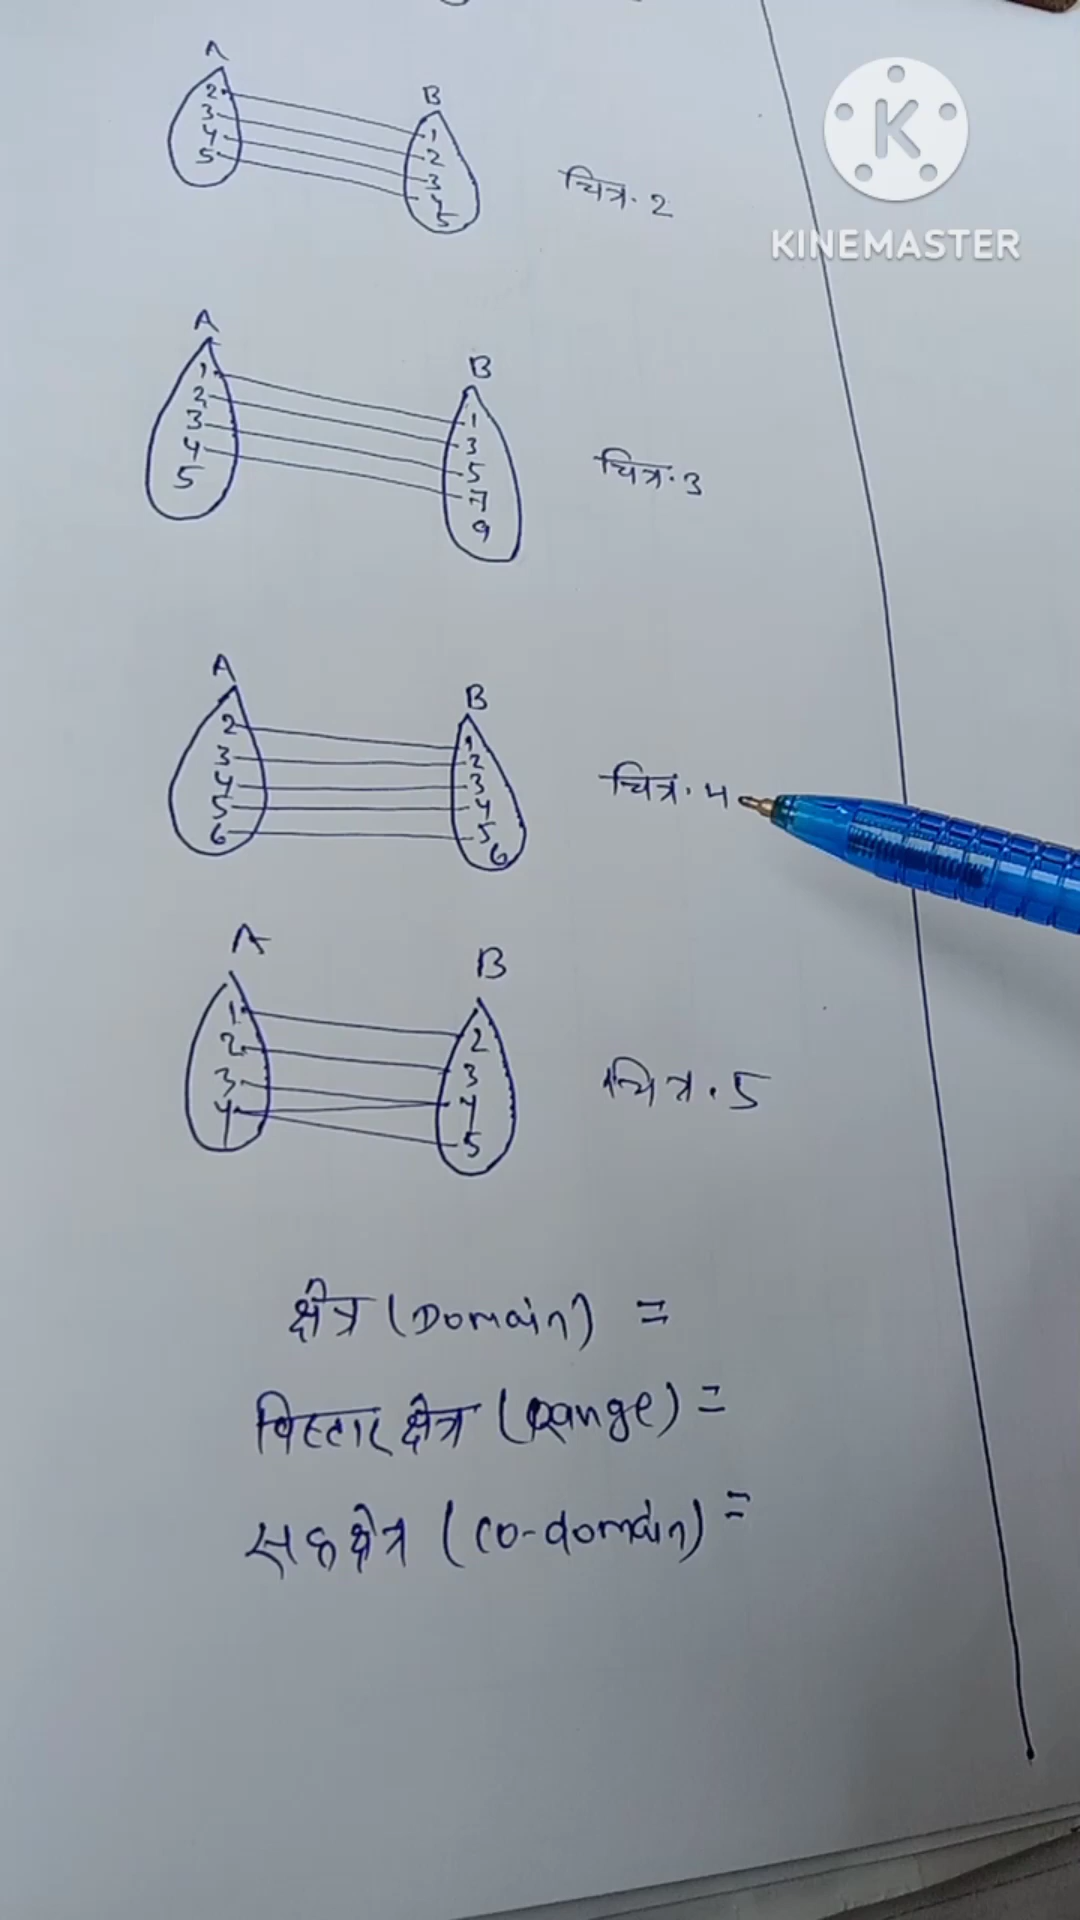 A
B
2 1
3 2
4 3
5 4
5
चित्र. 2
K
KINEMASTER
A
B
1 1
2 3
3 5
4 7
5 9
चित्र. 3
A
B
2 1
3 2
4 3
5 4
6 5
6
चित्र. 4
A
B
1 2
2 3
3 4
4 5
चित्र. 5
क्षेत्र (Domain) =
विस्तार क्षेत्र (Range) =
सहक्षेत्र (co-domain) =